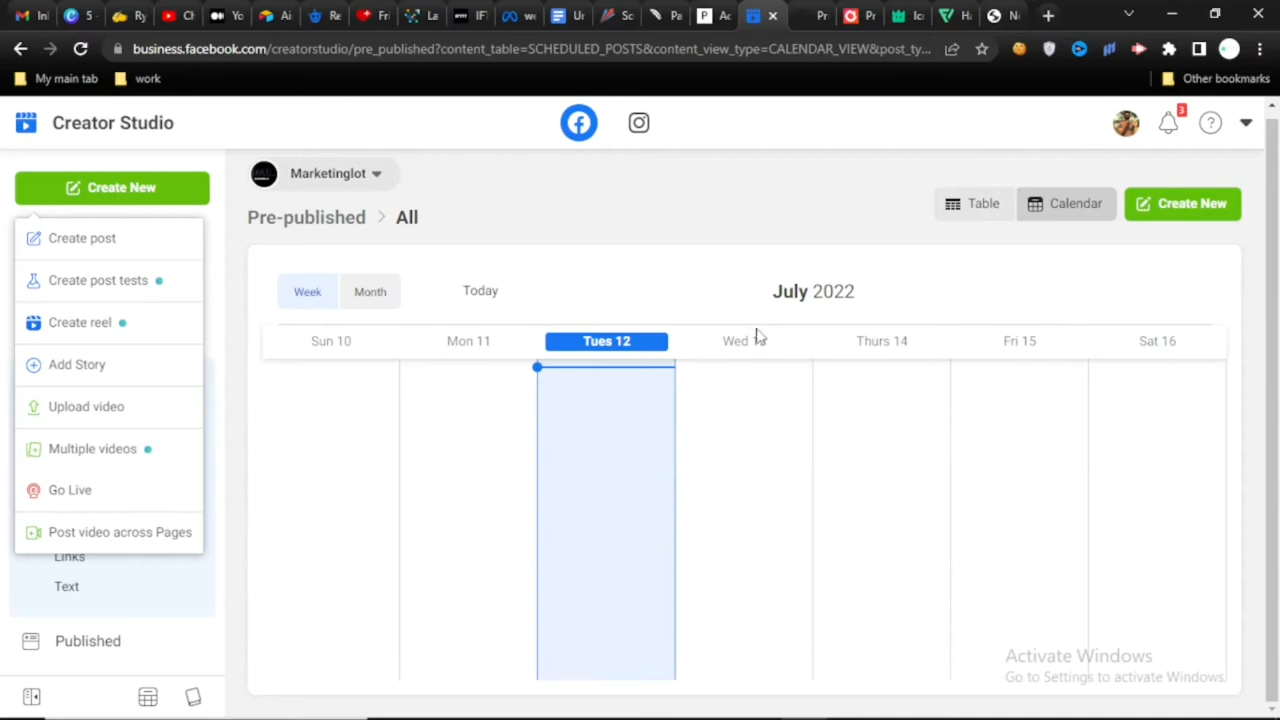 business.facebook.com/creatorstudio/pre_published?content_table=SCHEDULED_POSTS&content_view_type=CALENDAR_VIEW&post_ty...
My main tab
work
Other bookmarks
Creator Studio
3
Create New
Marketinglot
Pre-published > All
Table
Calendar
Create New
Create post
Create post tests
Create reel
Add Story
Upload video
Multiple videos
Go Live
Post video across Pages
Links
Text
Published
Week
Month
Today
July 2022
Sun 10
Mon 11
Tues 12
Wed
Thurs 14
Fri 15
Sat 16
Activate Windows
Go to Settings to activate Windows.